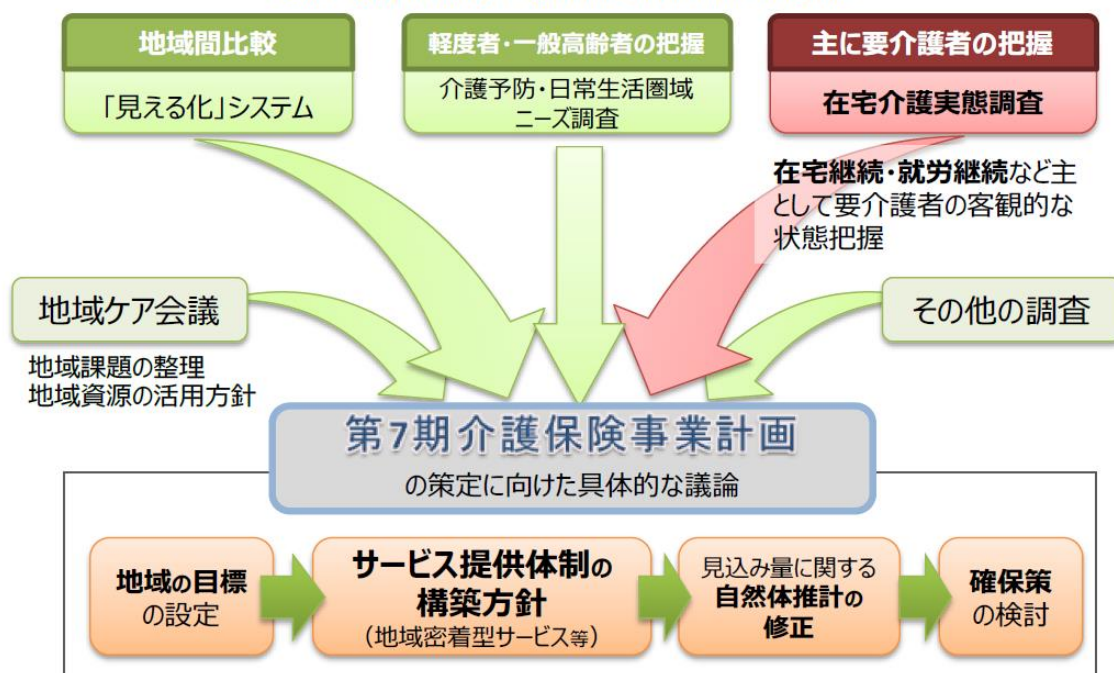 地域間比較
「見える化」システム
軽度者・一般高齢者の把握
介護予防・日常生活圏域
ニーズ調査
主に要介護者の把握
在宅介護実態調査
在宅継続・就労継続など主
として要介護者の客観的な
状態把握
地域ケア会議
地域課題の整理
地域資源の活用方針
その他の調査
第7期介護保険事業計画
の策定に向けた具体的な議論
地域の目標
の設定
サービス提供体制の
構築方針
(地域密着型サービス等)
見込み量に関する
自然体推計の
修正
確保策
の検討